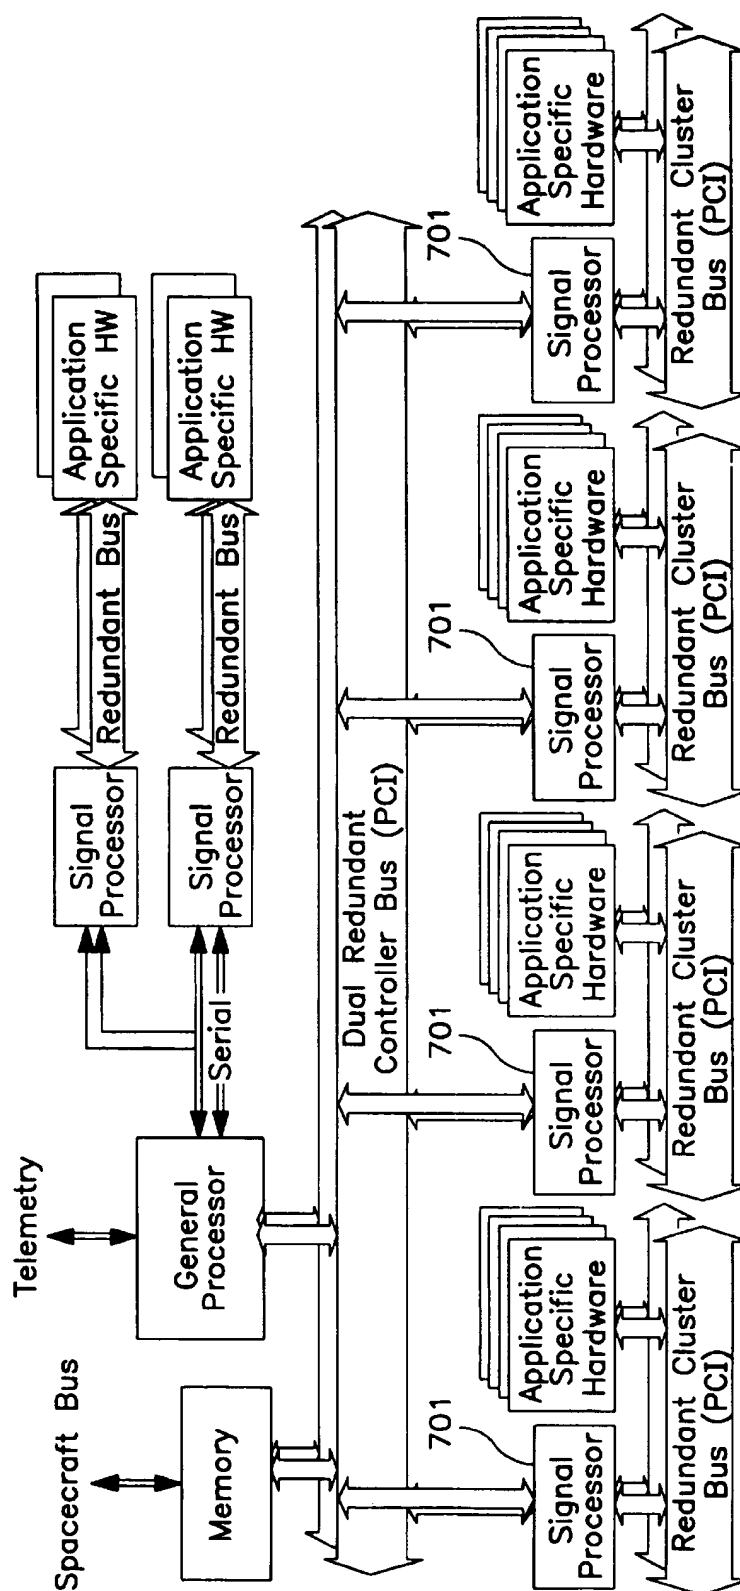 Spacecraft Bus
Telemetry
Memory
General
Processor
Serial
Signal
Processor
Redundant Bus
Application
Specific HW
Signal
Processor
Redundant Bus
Application
Specific HW
Dual Redundant
Controller Bus (PCI)
701
Signal
Processor
Application
Specific
Hardware
Redundant Cluster
Bus (PCI)
701
Signal
Processor
Application
Specific
Hardware
Redundant Cluster
Bus (PCI)
701
Signal
Processor
Application
Specific
Hardware
Redundant Cluster
Bus (PCI)
701
Signal
Processor
Application
Specific
Hardware
Redundant Cluster
Bus (PCI)